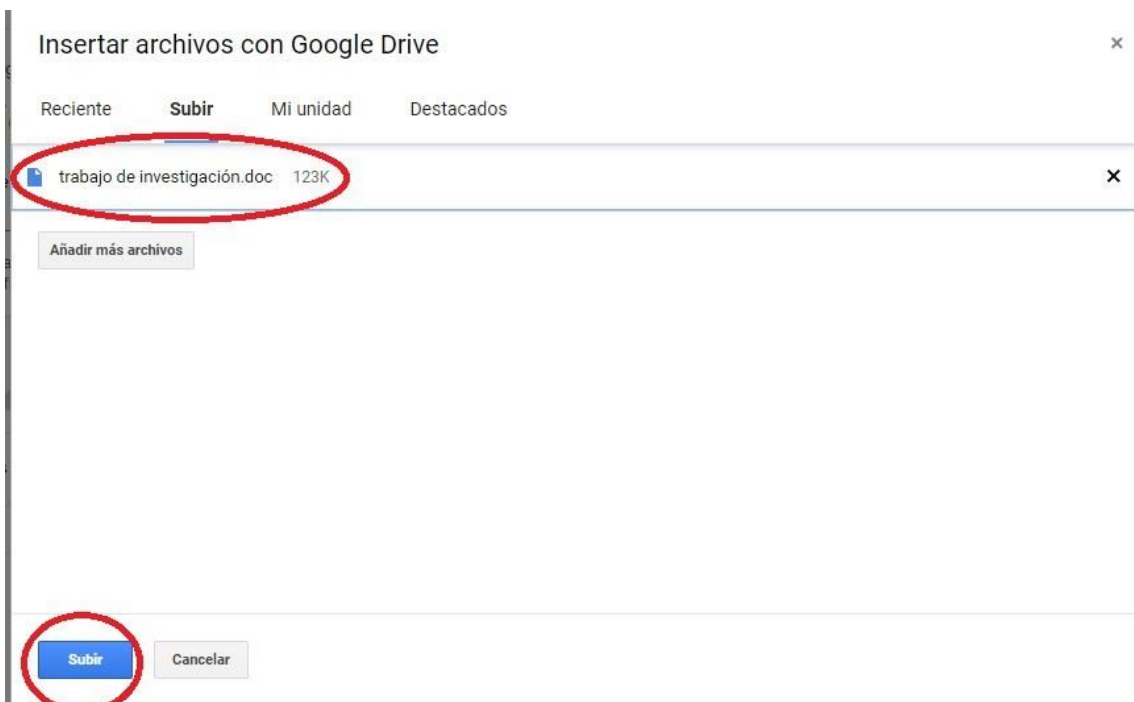 Insertar archivos con Google Drive
Reciente Subir Mi unidad Destacados
trabajo de investigación.doc 123K
Añadir más archivos
Subir Cancelar